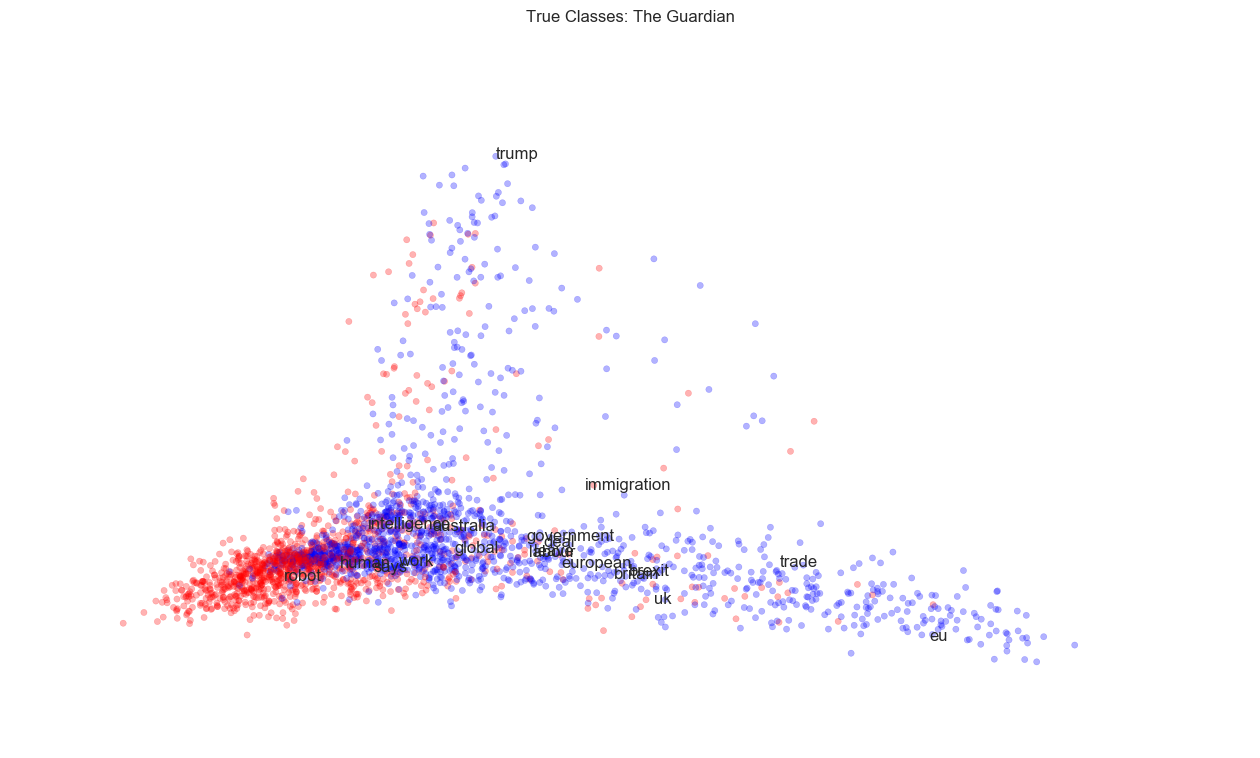 True Classes: The Guardian
trump
immigration
intelligence
australia
government
deal
global
labour
european
trade
human
says
work
robot
britain
brexit
uk
eu